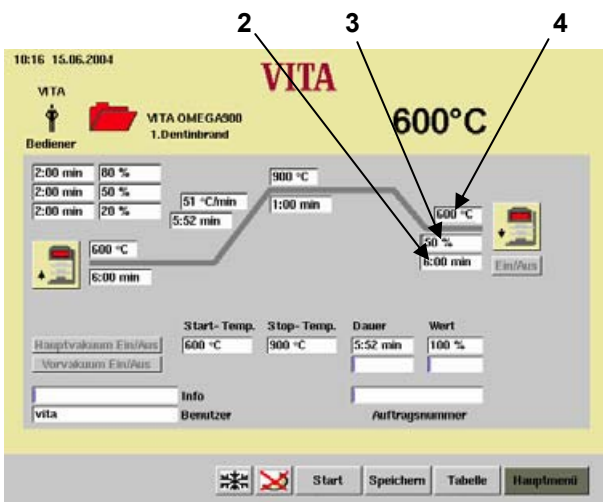 2 3 4
10:16 15.06.2004
VITA
VITA
Bediener
VITA OMEGA900
1.Dentinbrand
600°C
2:00 min 80 %
2:00 min 50 %
2:00 min 20 %
51 °C/min
5:52 min
900 °C
1:00 min
600 °C
50 %
6:00 min
Ein/Aus
600 °C
6:00 min
Start-Temp. Stop-Temp. Dauer Wert
Hauptvakuum Ein/Aus 600 °C 900 °C 5:52 min 100 %
Vorvakuum Ein/Aus
Info
vita Benutzer Auftragsnummer
Start Speichern Tabelle Hauptmenü